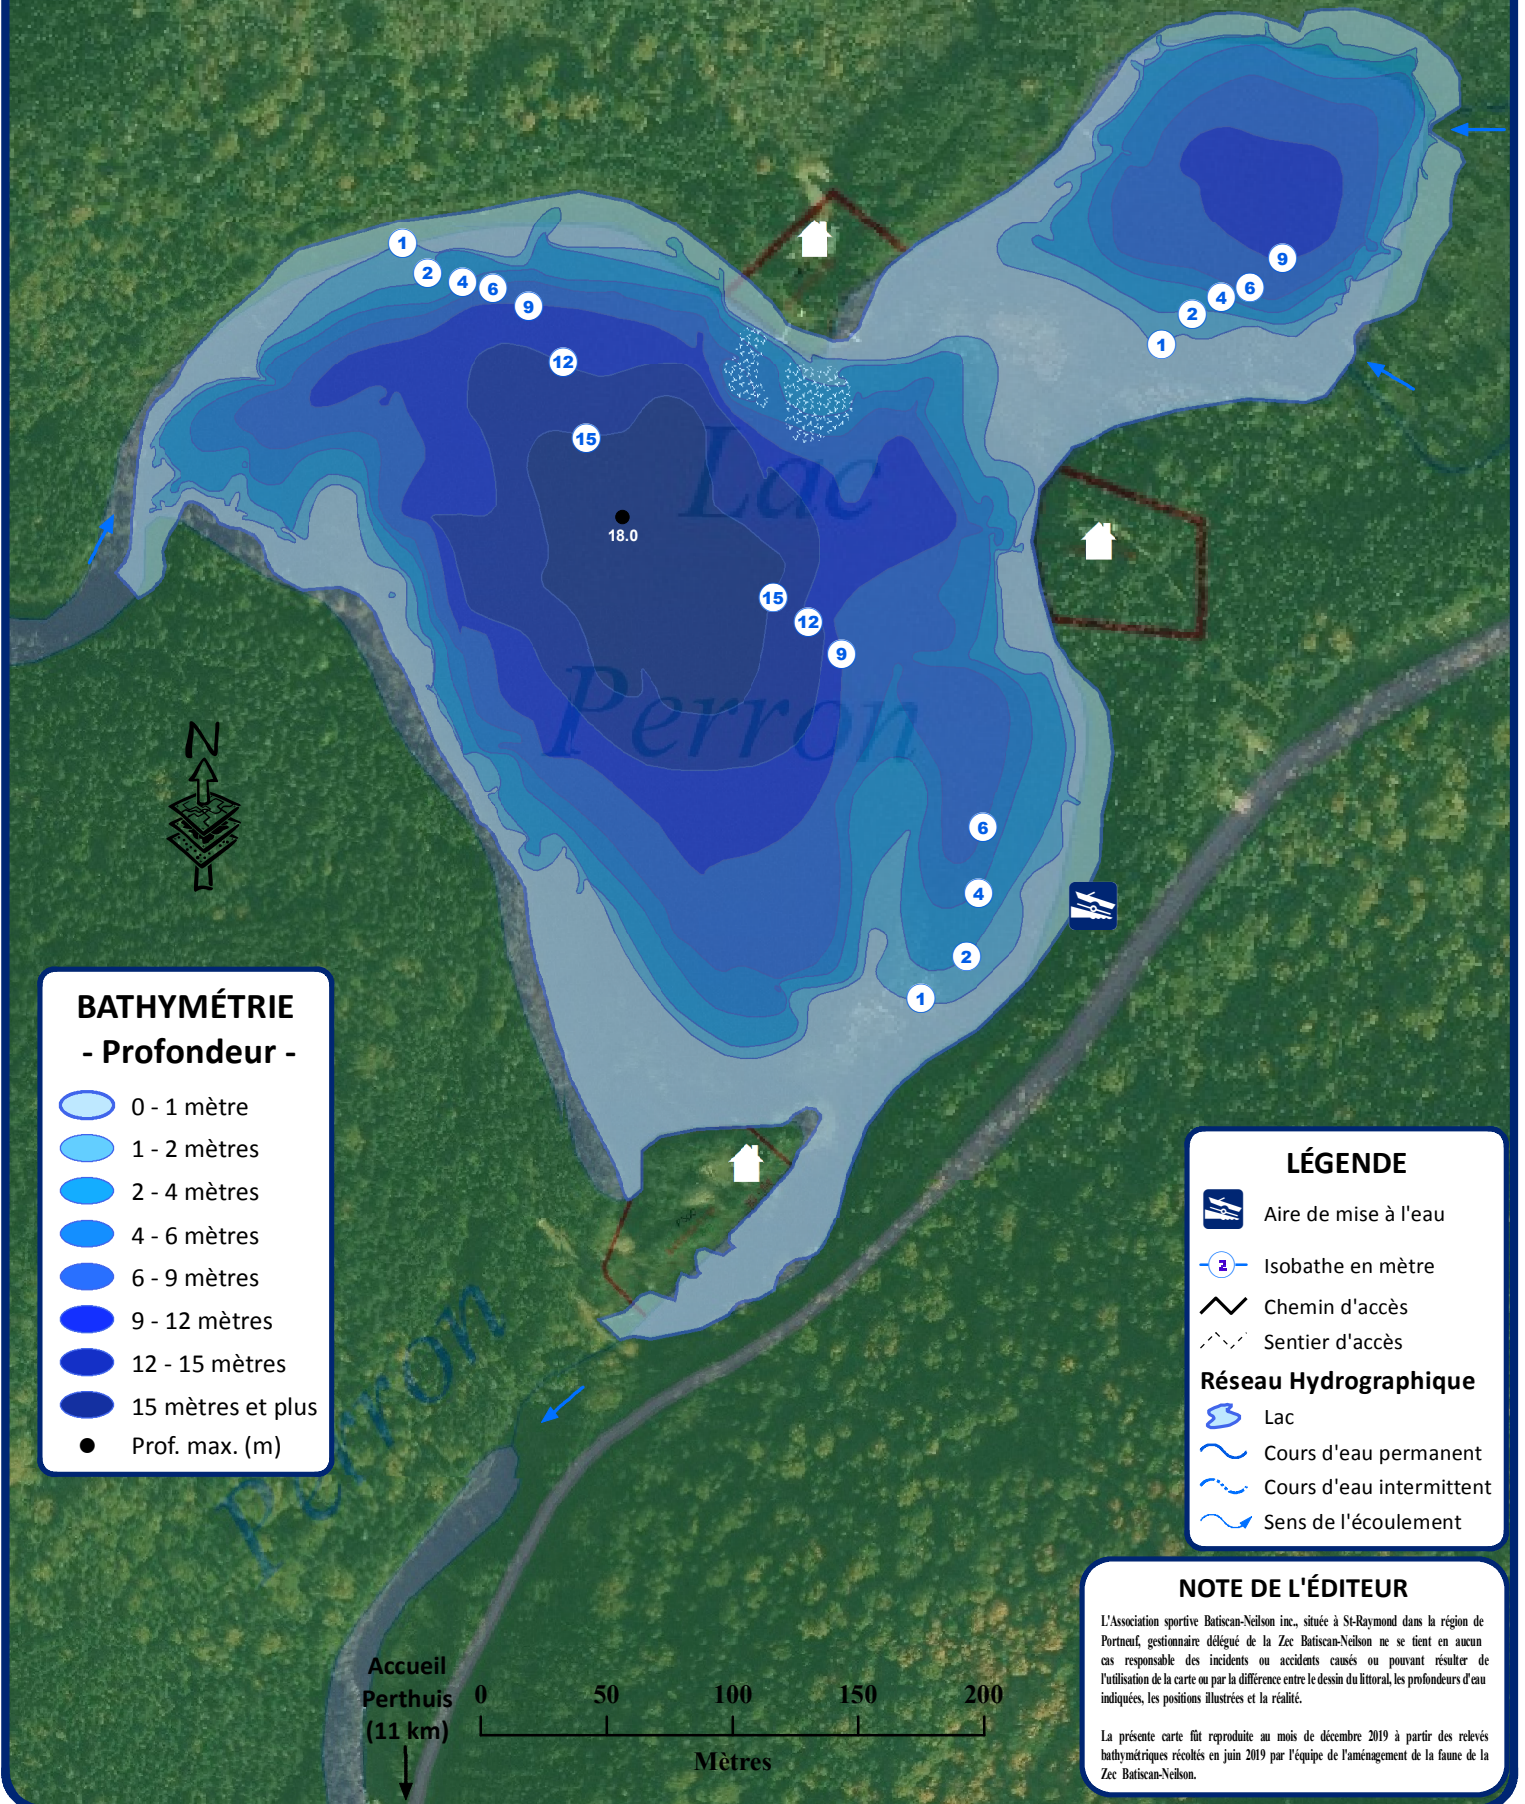 1
2
4
6
9
12
15
18.0
9
6
4
2
1
Lac
Perron
15
12
9
6
4
2
1
N
BATHYMÉTRIE
- Profondeur -
0 - 1 mètre
1 - 2 mètres
2 - 4 mètres
4 - 6 mètres
6 - 9 mètres
9 - 12 mètres
12 - 15 mètres
15 mètres et plus
Prof. max. (m)
Perron
LÉGENDE
Aire de mise à l'eau
2 Isobathe en mètre
Chemin d'accès
Sentier d'accès
Réseau Hydrographique
Lac
Cours d'eau permanent
Cours d'eau intermittent
Sens de l'écoulement
NOTE DE L'ÉDITEUR
L'Association sportive Batiscan-Neilson inc., située à St-Raymond dans la région de
Portneuf, gestionnaire délégué de la Zec Batiscan-Neilson ne se tient en aucun
cas responsable des incidents ou accidents causés ou pouvant résulter de
l'utilisation de la carte ou par la différence entre le dessin du littoral, les profondeurs d'eau
indiquées, les positions illustrées et la réalité.
La présente carte fût reproduite au mois de décembre 2019 à partir des relevés
bathymétriques récoltés en juin 2019 par l'équipe de l'aménagement de la faune de la
Zec Batiscan-Neilson.
Accueil
Perthuis
(11 km)
0 50 100 150 200
Mètres